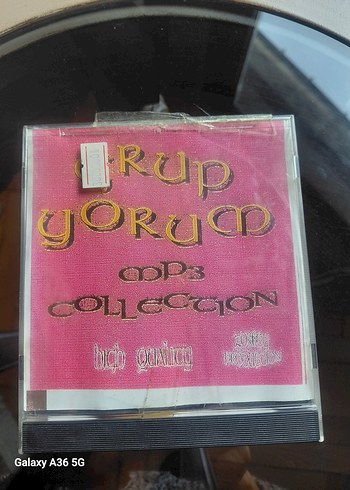 GRUP
YORUM
MP3
COLLECTION
high quality
Galaxy A36 5G